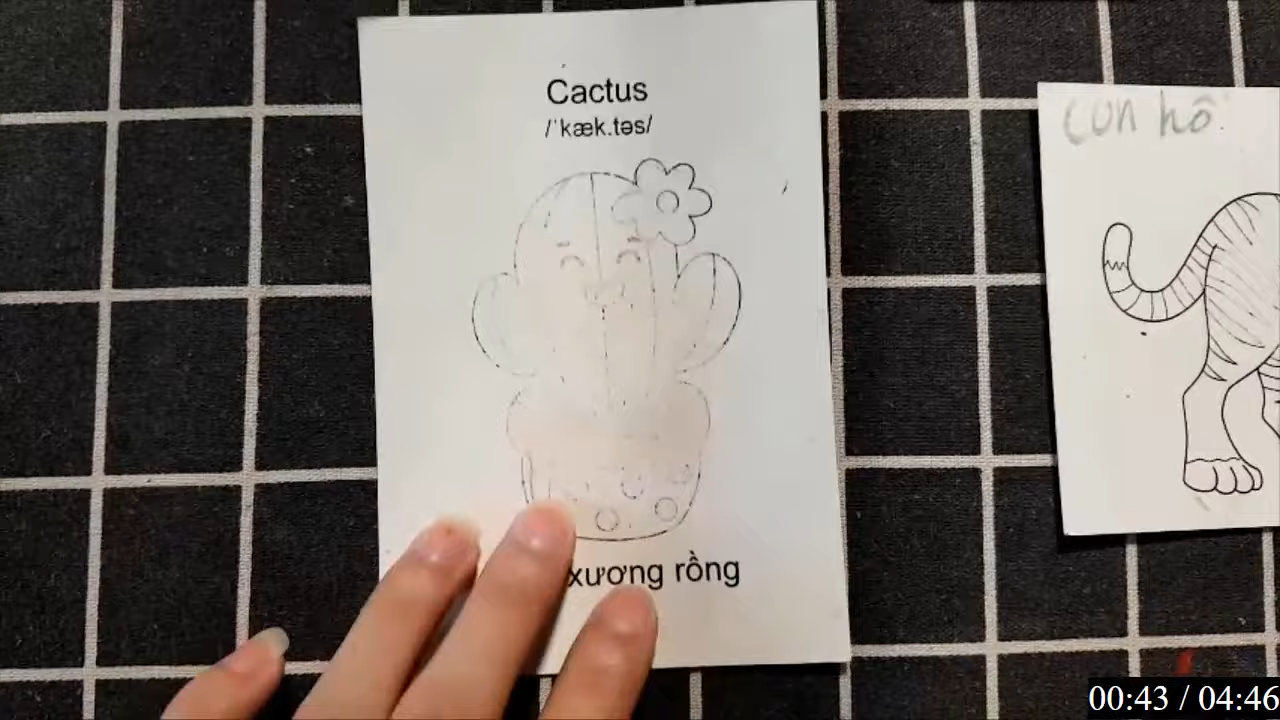 Cactus
/ˈkæk.təs/
xương rồng
con hổ
00:43 / 04:46